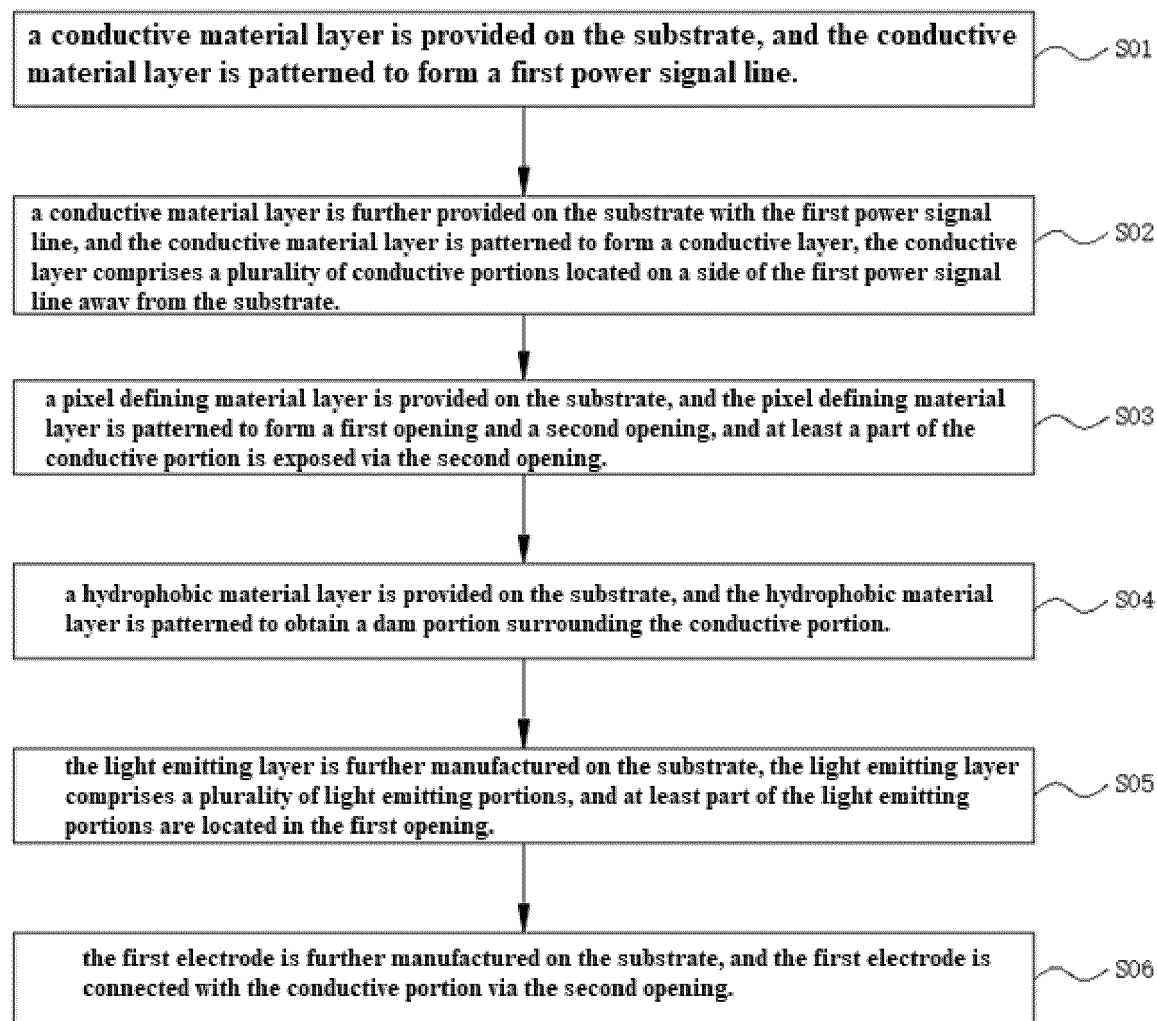 a conductive material layer is provided on the substrate, and the conductive
material layer is patterned to form a first power signal line.
S01
a conductive material layer is further provided on the substrate with the first power signal
line, and the conductive material layer is patterned to form a conductive layer, the conductive
layer comprises a plurality of conductive portions located on a side of the first power signal
line away from the substrate.
S02
a pixel defining material layer is provided on the substrate, and the pixel defining material
layer is patterned to form a first opening and a second opening, and at least a part of the
conductive portion is exposed via the second opening.
S03
a hydrophobic material layer is provided on the substrate, and the hydrophobic material
layer is patterned to obtain a dam portion surrounding the conductive portion.
S04
the light emitting layer is further manufactured on the substrate, the light emitting layer
comprises a plurality of light emitting portions, and at least part of the light emitting
portions are located in the first opening.
S05
the first electrode is further manufactured on the substrate, and the first electrode is
connected with the conductive portion via the second opening.
S06